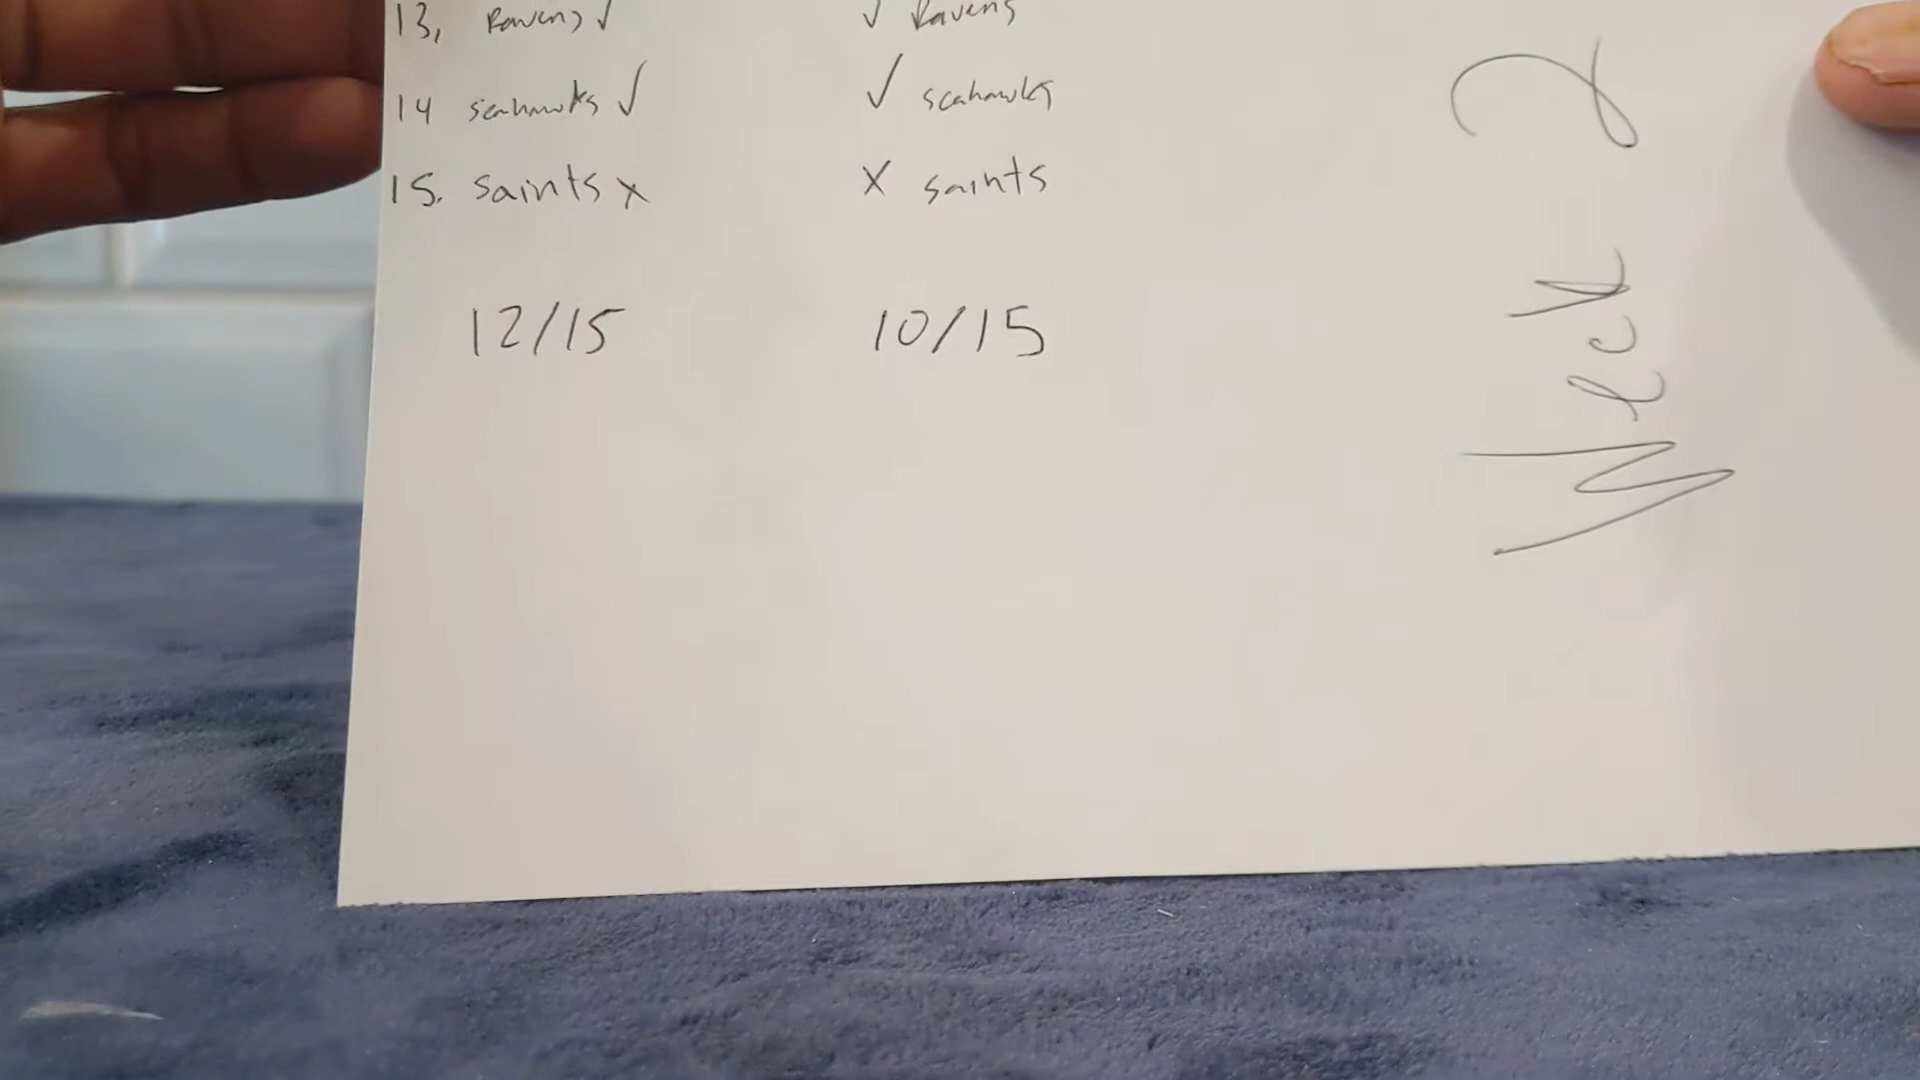 13, Ravens ✓ ✓ Ravens
14 seahawks ✓ ✓ seahawks
15. saints x x saints
12/15 10/15
Week 2